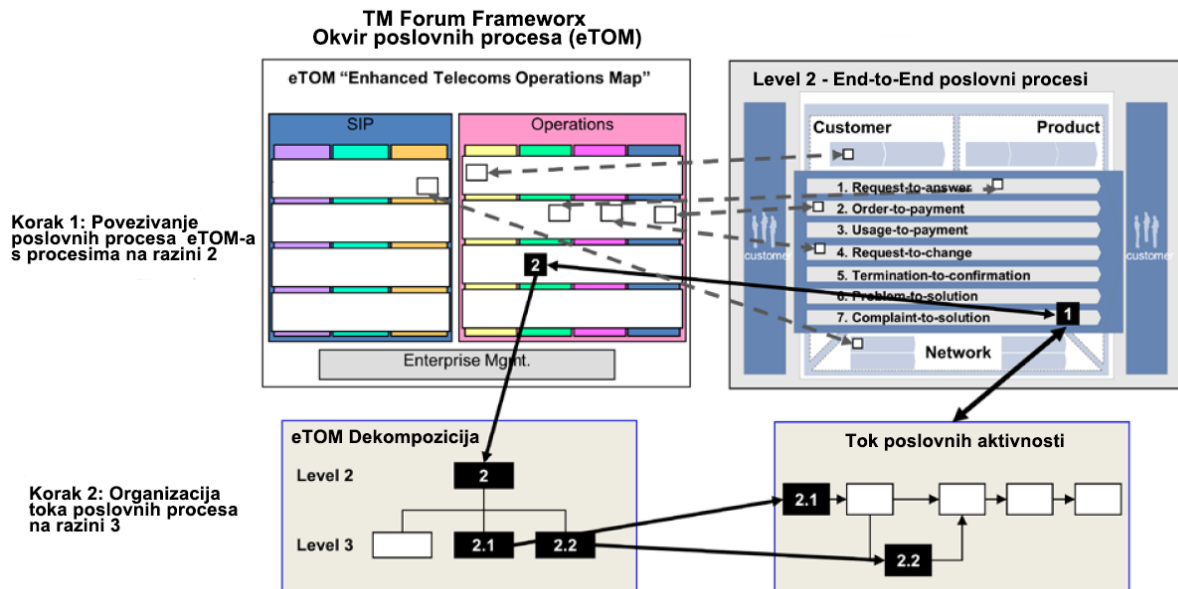 TM Forum Frameworx
Okvir poslovnih procesa (eTOM)
eTOM “Enhanced Telecoms Operations Map”
SIP
Operations
2
Enterprise Mgmt.
Level 2 - End-to-End poslovni procesi
Customer
Product
1. Request-to-answer
2. Order-to-payment
3. Usage-to-payment
4. Request-to-change
5. Termination-to-confirmation
6. Problem-to-solution
7. Complaint-to-solution
1
customer
customer
Network
Korak 1: Povezivanje
poslovnih procesa eTOM-a
s procesima na razini 2
eTOM Dekompozicija
Level 2
2
Level 3
2.1
2.2
Tok poslovnih aktivnosti
2.1
2.2
Korak 2: Organizacija
toka poslovnih procesa
na razini 3